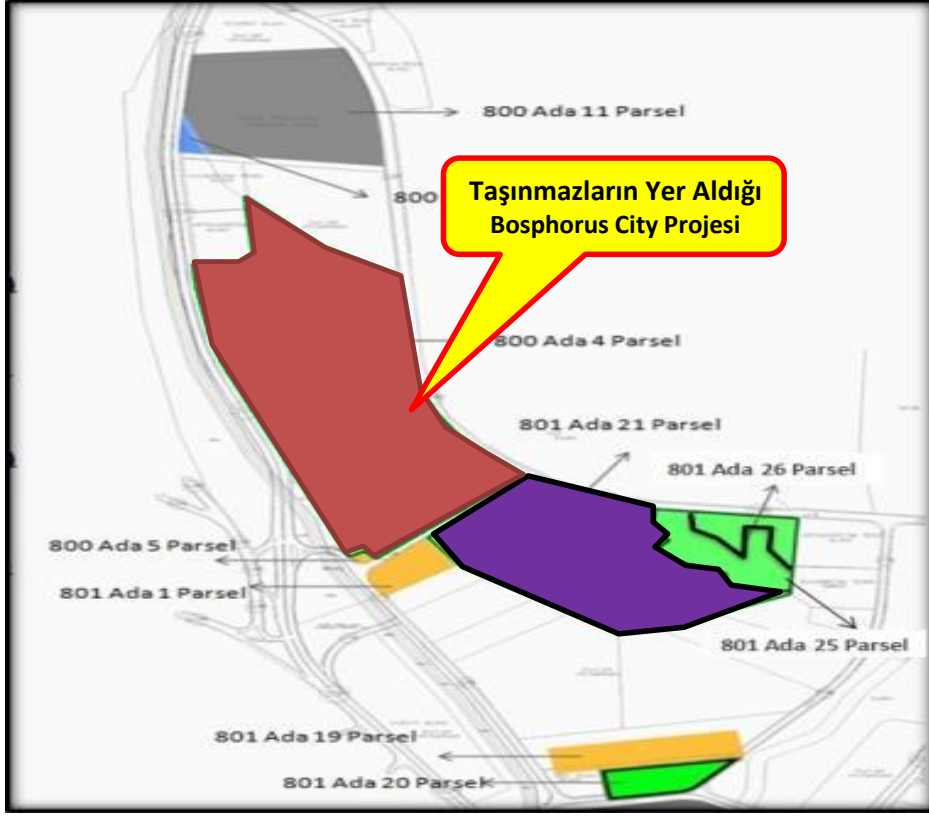 800 Ada 11 Parsel
800
Taşınmazların Yer Aldığı
Bosphorus City Projesi
800 Ada 4 Parsel
801 Ada 21 Parsel
801 Ada 26 Parsel
800 Ada 5 Parsel
801 Ada 1 Parsel
801 Ada 25 Parsel
801 Ada 19 Parsel
801 Ada 20 Parsel